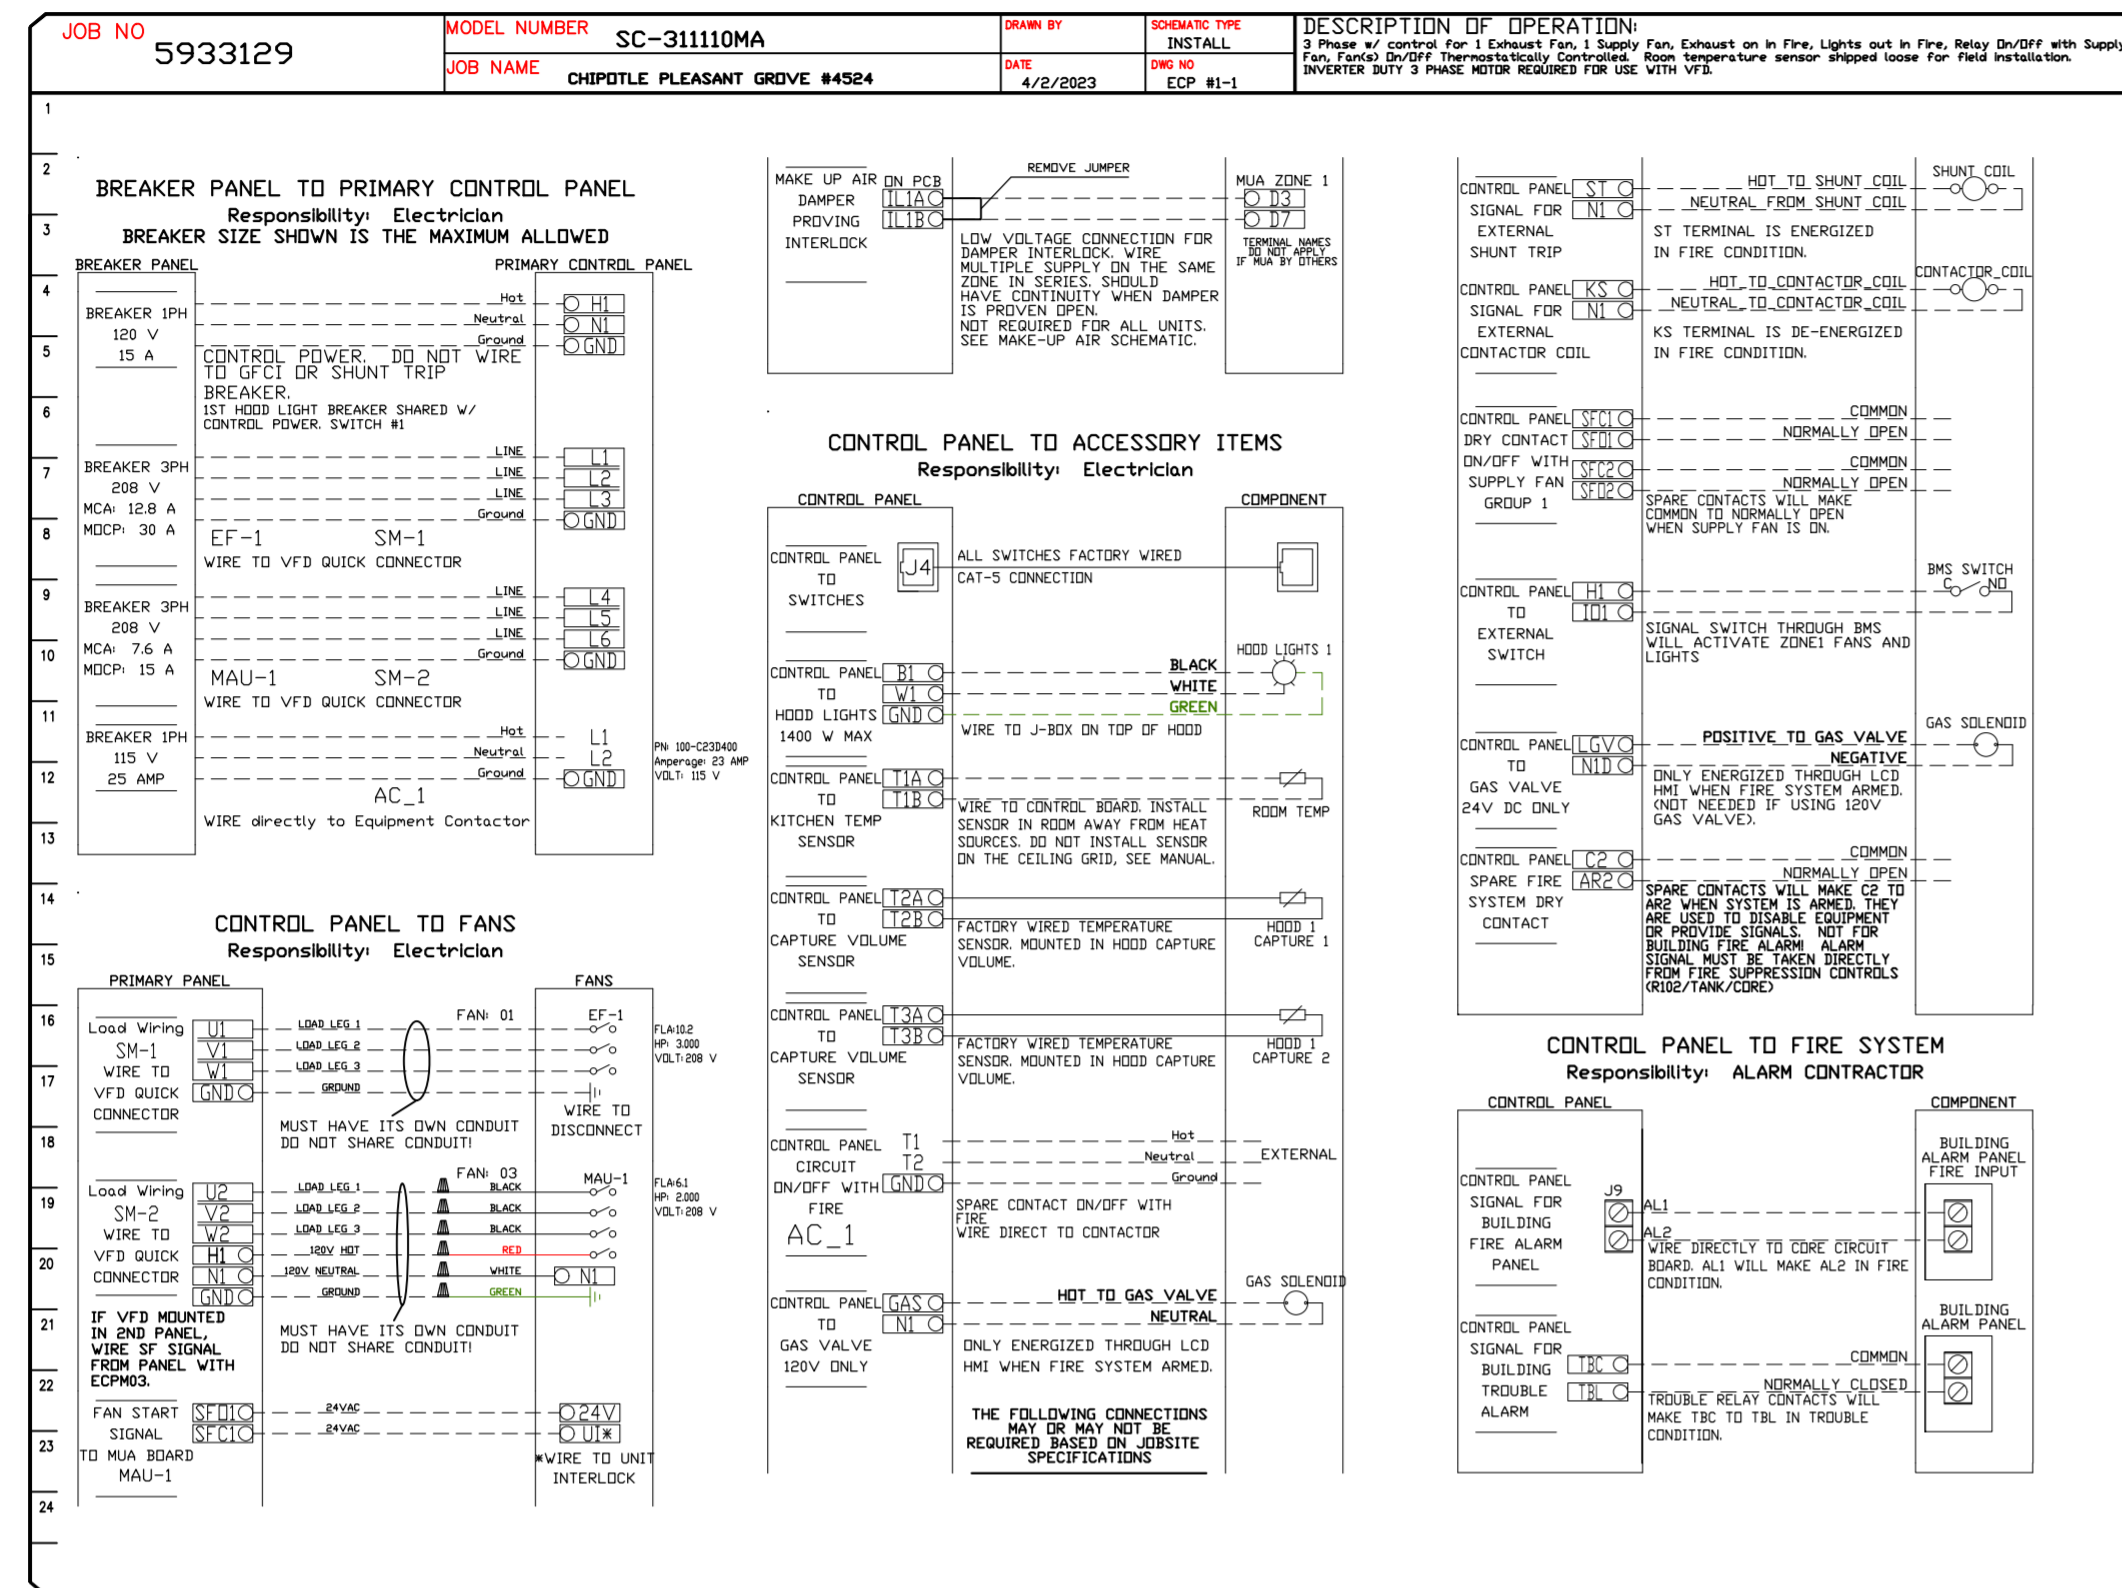 JOB NO
5933129
MODEL NUMBER
SC-311110MA
JOB NAME
CHIPOTLE PLEASANT GROVE #4524
DRAWN BY
SCHEMATIC TYPE
INSTALL
DATE
4/2/2023
DWG NO
ECP #1-1
DESCRIPTION OF OPERATION:
3 Phase w/ control for 1 Exhaust Fan, 1 Supply Fan, Exhaust on in Fire, Lights out in Fire, Relay On/Off with Supply
Fan, Fan(s) On/Off Thermostatically Controlled. Room temperature sensor shipped loose for field installation.
INVERTER DUTY 3 PHASE MOTOR REQUIRED FOR USE WITH VFD.
1
2
3
4
5
6
7
8
9
10
11
12
13
14
15
16
17
18
19
20
21
22
23
24
BREAKER PANEL TO PRIMARY CONTROL PANEL
Responsibility: Electrician
BREAKER SIZE SHOWN IS THE MAXIMUM ALLOWED
BREAKER PANEL
PRIMARY CONTROL PANEL
BREAKER 1PH
120 V
15 A
Hot
H1
Neutral
N1
Ground
GND
CONTROL POWER. DO NOT WIRE
TO GFCI OR SHUNT TRIP
BREAKER.
1ST HOOD LIGHT BREAKER SHARED W/
CONTROL POWER. SWITCH #1
BREAKER 3PH
208 V
MCA: 12.8 A
MOCP: 30 A
LINE
L1
LINE
L2
LINE
L3
Ground
GND
EF-1
SM-1
WIRE TO VFD QUICK CONNECTOR
BREAKER 3PH
208 V
MCA: 7.6 A
MOCP: 15 A
LINE
L4
LINE
L5
LINE
L6
Ground
GND
MAU-1
SM-2
WIRE TO VFD QUICK CONNECTOR
BREAKER 1PH
115 V
25 AMP
Hot
L1
Neutral
L2
Ground
GND
PN: 100-C23D400
Amperage: 23 AMP
VOLT: 115 V
AC_1
WIRE directly to Equipment Contactor
CONTROL PANEL TO FANS
Responsibility: Electrician
PRIMARY PANEL
FANS
Load Wiring
SM-1
WIRE TO
VFD QUICK
CONNECTOR
U1
V1
W1
GND
LOAD LEG 1
LOAD LEG 2
LOAD LEG 3
GROUND
FAN: 01
EF-1
FLA:10.2
HP: 3.000
VOLT:208 V
MUST HAVE ITS OWN CONDUIT
DO NOT SHARE CONDUIT!
WIRE TO
DISCONNECT
Load Wiring
SM-2
WIRE TO
VFD QUICK
CONNECTOR
U2
V2
W2
H1
N1
GND
LOAD LEG 1
LOAD LEG 2
LOAD LEG 3
120V HOT
120V NEUTRAL
GROUND
FAN: 03
BLACK
BLACK
BLACK
RED
WHITE
GREEN
MAU-1
N1
FLA:6.1
HP: 2.000
VOLT:208 V
IF VFD MOUNTED
IN 2ND PANEL,
WIRE SF SIGNAL
FROM PANEL WITH
ECPM03.
MUST HAVE ITS OWN CONDUIT
DO NOT SHARE CONDUIT!
FAN START
SIGNAL
TO MUA BOARD
MAU-1
SFO1
SFC1
24VAC
24VAC
24V
UI*
*WIRE TO UNIT
INTERLOCK
MAKE UP AIR
DAMPER
PROVING
INTERLOCK
ON PCB
IL1A
IL1B
REMOVE JUMPER
MUA ZONE 1
D3
D7
TERMINAL NAMES
DO NOT APPLY
IF MUA BY OTHERS
LOW VOLTAGE CONNECTION FOR
DAMPER INTERLOCK. WIRE
MULTIPLE SUPPLY ON THE SAME
ZONE IN SERIES. SHOULD
HAVE CONTINUITY WHEN DAMPER
IS PROVEN OPEN.
NOT REQUIRED FOR ALL UNITS.
SEE MAKE-UP AIR SCHEMATIC.
CONTROL PANEL TO ACCESSORY ITEMS
Responsibility: Electrician
CONTROL PANEL
COMPONENT
CONTROL PANEL
TO
SWITCHES
J4
ALL SWITCHES FACTORY WIRED
CAT-5 CONNECTION
CONTROL PANEL
TO
HOOD LIGHTS
1400 W MAX
B1
W1
GND
BLACK
WHITE
GREEN
HOOD LIGHTS 1
WIRE TO J-BOX ON TOP OF HOOD
CONTROL PANEL
TO
KITCHEN TEMP
SENSOR
T1A
T1B
ROOM TEMP
WIRE TO CONTROL BOARD. INSTALL
SENSOR IN ROOM AWAY FROM HEAT
SOURCES. DO NOT INSTALL SENSOR
ON THE CEILING GRID, SEE MANUAL.
CONTROL PANEL
TO
CAPTURE VOLUME
SENSOR
T2A
T2B
FACTORY WIRED TEMPERATURE
SENSOR. MOUNTED IN HOOD CAPTURE
VOLUME.
HOOD 1
CAPTURE 1
CONTROL PANEL
TO
CAPTURE VOLUME
SENSOR
T3A
T3B
FACTORY WIRED TEMPERATURE
SENSOR. MOUNTED IN HOOD CAPTURE
VOLUME.
HOOD 1
CAPTURE 2
CONTROL PANEL
CIRCUIT
ON/OFF WITH
FIRE
AC_1
T1
T2
GND
Hot
Neutral
Ground
EXTERNAL
SPARE CONTACT ON/OFF WITH
FIRE
WIRE DIRECT TO CONTACTOR
CONTROL PANEL
TO
GAS VALVE
120V ONLY
GAS
N1
HOT TO GAS VALVE
NEUTRAL
GAS SOLENOID
ONLY ENERGIZED THROUGH LCD
HMI WHEN FIRE SYSTEM ARMED.
THE FOLLOWING CONNECTIONS
MAY OR MAY NOT BE
REQUIRED BASED ON JOBSITE
SPECIFICATIONS
CONTROL PANEL
SIGNAL FOR
EXTERNAL
SHUNT TRIP
ST
N1
HOT TO SHUNT COIL
NEUTRAL FROM SHUNT COIL
SHUNT COIL
ST TERMINAL IS ENERGIZED
IN FIRE CONDITION.
CONTROL PANEL
SIGNAL FOR
EXTERNAL
CONTACTOR COIL
KS
N1
HOT TO CONTACTOR COIL
NEUTRAL TO CONTACTOR COIL
CONTACTOR COIL
KS TERMINAL IS DE-ENERGIZED
IN FIRE CONDITION.
CONTROL PANEL
DRY CONTACT
ON/OFF WITH
SUPPLY FAN
GROUP 1
SFC1
SFO1
SFC2
SFO2
COMMON
NORMALLY OPEN
COMMON
NORMALLY OPEN
SPARE CONTACTS WILL MAKE
COMMON TO NORMALLY OPEN
WHEN SUPPLY FAN IS ON.
CONTROL PANEL
TO
EXTERNAL
SWITCH
H1
IO1
BMS SWITCH
C
NO
SIGNAL SWITCH THROUGH BMS
WILL ACTIVATE ZONE1 FANS AND
LIGHTS
CONTROL PANEL
TO
GAS VALVE
24V DC ONLY
LGV
N1D
POSITIVE TO GAS VALVE
NEGATIVE
GAS SOLENOID
ONLY ENERGIZED THROUGH LCD
HMI WHEN FIRE SYSTEM ARMED.
(NOT NEEDED IF USING 120V
GAS VALVE).
CONTROL PANEL
SPARE FIRE
SYSTEM DRY
CONTACT
C2
AR2
COMMON
NORMALLY OPEN
SPARE CONTACTS WILL MAKE C2 TO
AR2 WHEN SYSTEM IS ARMED. THEY
ARE USED TO DISABLE EQUIPMENT
OR PROVIDE SIGNALS. NOT FOR
BUILDING FIRE ALARM! ALARM
SIGNAL MUST BE TAKEN DIRECTLY
FROM FIRE SUPPRESSION CONTROLS
(R102/TANK/CORE)
CONTROL PANEL TO FIRE SYSTEM
Responsibility: ALARM CONTRACTOR
CONTROL PANEL
COMPONENT
CONTROL PANEL
SIGNAL FOR
BUILDING
FIRE ALARM
PANEL
J9
AL1
AL2
BUILDING
ALARM PANEL
FIRE INPUT
WIRE DIRECTLY TO CORE CIRCUIT
BOARD. AL1 WILL MAKE AL2 IN FIRE
CONDITION.
CONTROL PANEL
SIGNAL FOR
BUILDING
TROUBLE
ALARM
TBC
TBL
COMMON
NORMALLY CLOSED
BUILDING
ALARM PANEL
TROUBLE RELAY CONTACTS WILL
MAKE TBC TO TBL IN TROUBLE
CONDITION.